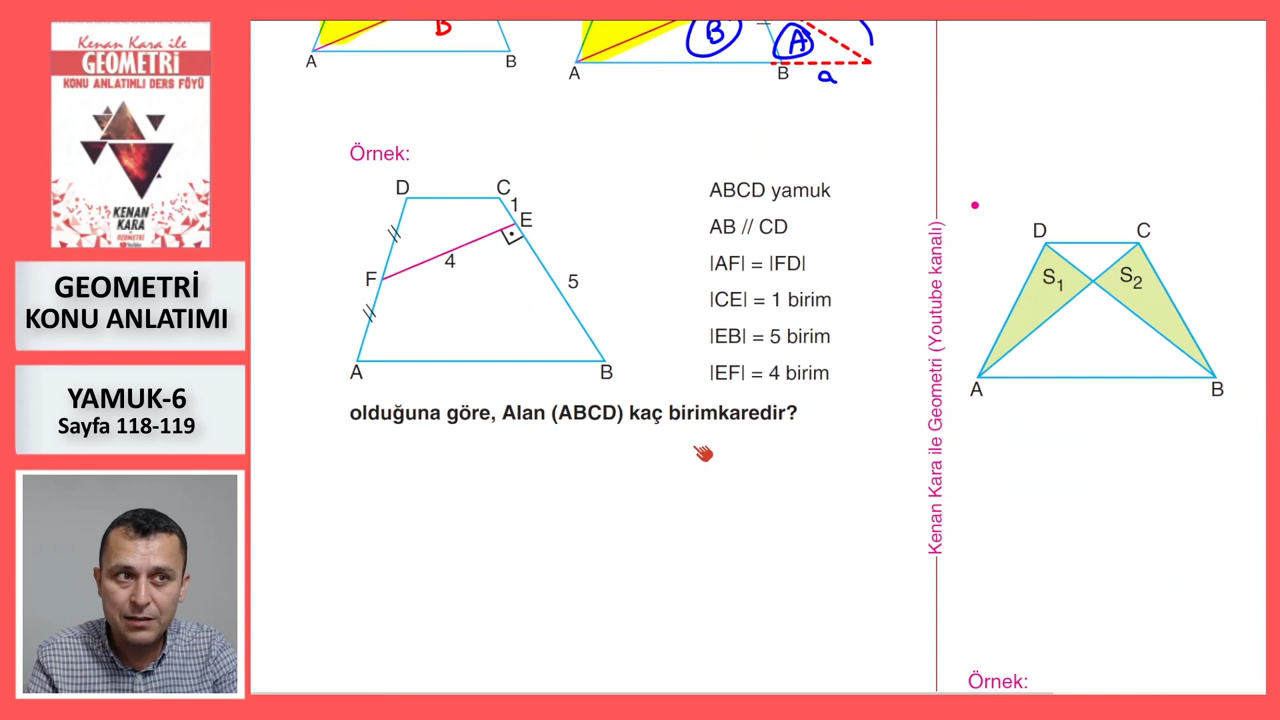 Kenan Kara ile
GEOMETRİ
KONU ANLATIMLI DERS FÖYÜ
KENAN
KARA
GEOMETRİ
KONU ANLATIMI
YAMUK-6
Sayfa 118-119
B
A
B
B
A
A
B
a
Örnek:
D
C
1
E
F
4
5
A
B
ABCD yamuk
AB // CD
|AF| = |FD|
|CE| = 1 birim
|EB| = 5 birim
|EF| = 4 birim
olduğuna göre, Alan (ABCD) kaç birimkaredir?
Kenan Kara ile Geometri (Youtube kanalı)
D
C
S1
S2
A
B
Örnek: